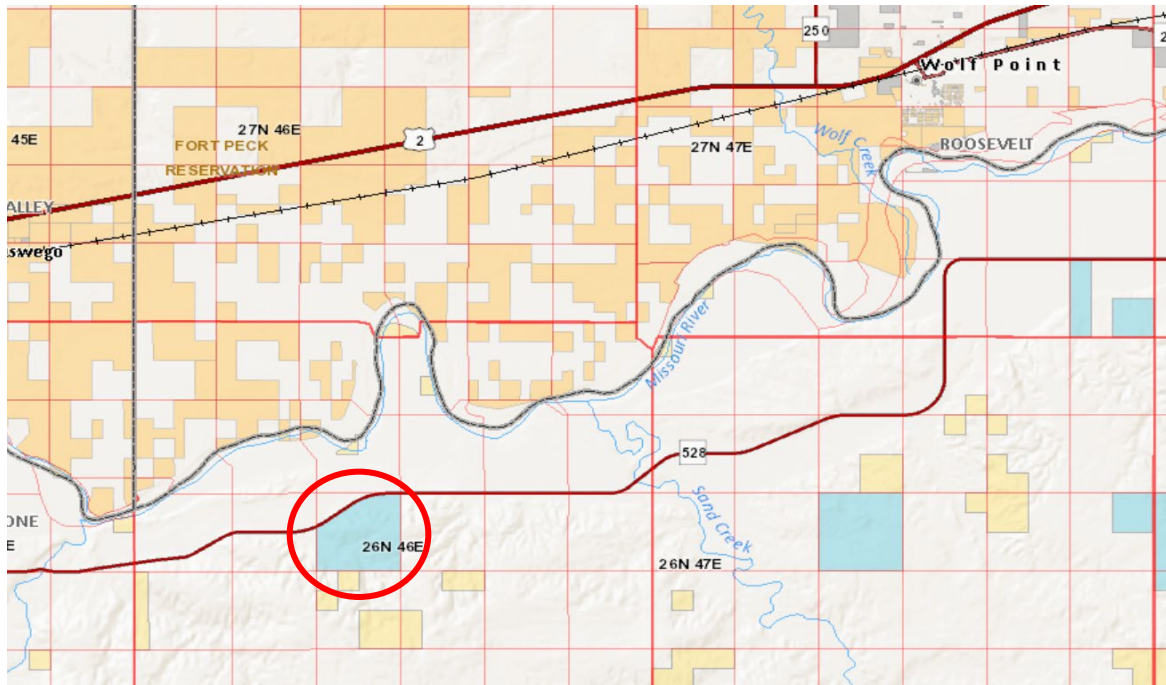 250
2
Wolf Point
27N 46E
45E
FORT PECK
RESERVATION
2
Wolf Creek
27N 47E
ROOSEVELT
ALLEY
swego
Missouri River
528
Sand Creek
ONE
E
26N 46E
26N 47E